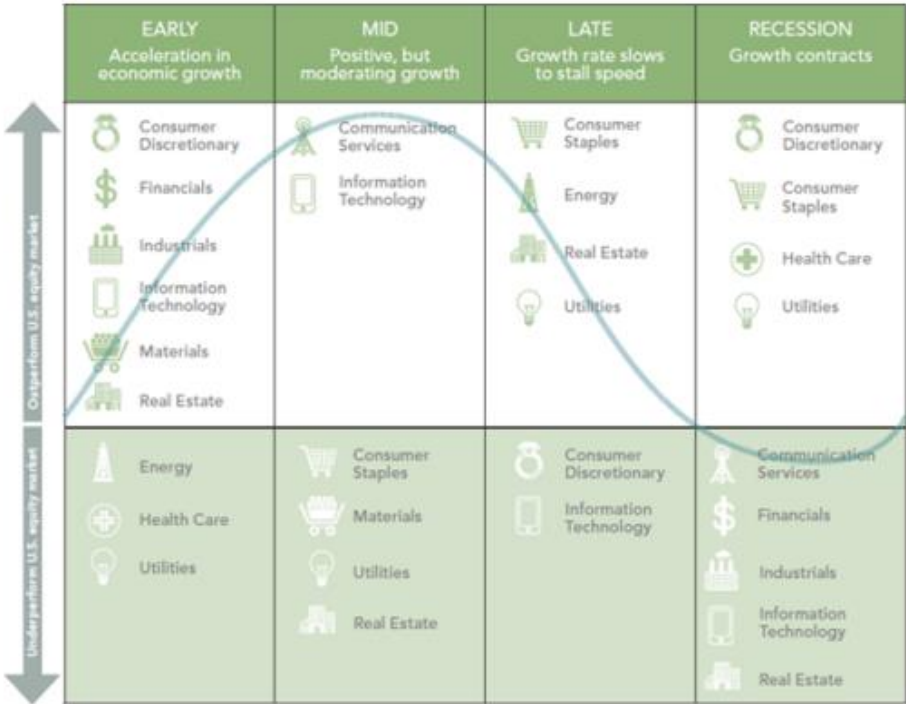 EARLY
Acceleration in
economic growth
MID
Positive, but
moderating growth
LATE
Growth rate slows
to stall speed
RECESSION
Growth contracts
Outperform U.S. equity market
Consumer
Discretionary
Financials
Industrials
Information
Technology
Materials
Real Estate
Communication
Services
Information
Technology
Consumer
Staples
Energy
Real Estate
Utilities
Consumer
Discretionary
Consumer
Staples
Health Care
Utilities
Underperform U.S. equity market
Energy
Health Care
Utilities
Consumer
Staples
Materials
Utilities
Real Estate
Consumer
Discretionary
Information
Technology
Communication
Services
Financials
Industrials
Information
Technology
Real Estate